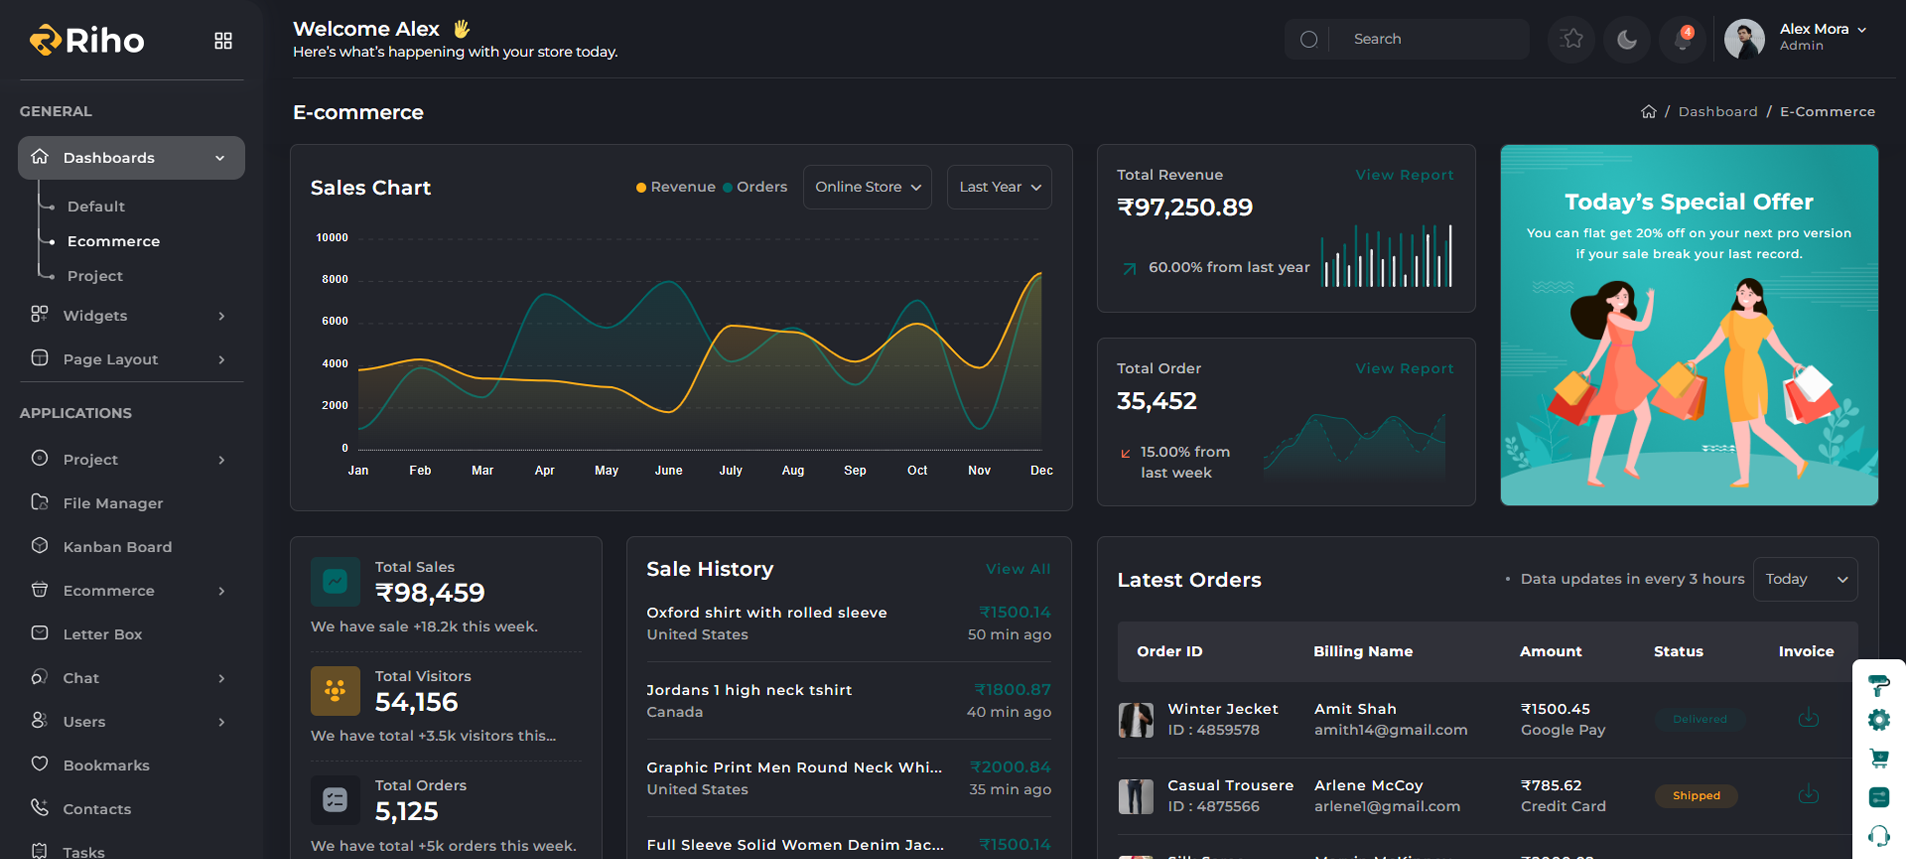 Riho
Welcome Alex
Here's what's happening with your store today.
Search
4
Alex Mora
Admin
GENERAL
Dashboards
Default
Ecommerce
Project
Widgets
Page Layout
APPLICATIONS
Project
File Manager
Kanban Board
Ecommerce
Letter Box
Chat
Users
Bookmarks
Contacts
Tasks
E-commerce
/ Dashboard / E-Commerce
Sales Chart
Revenue Orders
Online Store
Last Year
10000
8000
6000
4000
2000
0
Jan Feb Mar Apr May June July Aug Sep Oct Nov Dec
Total Revenue
View Report
₹97,250.89
60.00% from last year
Total Order
View Report
35,452
15.00% from
last week
Today's Special Offer
You can flat get 20% off on your next pro version
if your sale break your last record.
Total Sales
₹98,459
We have sale +18.2k this week.
Total Visitors
54,156
We have total +3.5k visitors this...
Total Orders
5,125
We have total +5k orders this week.
Sale History
View All
Oxford shirt with rolled sleeve
₹1500.14
United States
50 min ago
Jordans 1 high neck tshirt
₹1800.87
Canada
40 min ago
Graphic Print Men Round Neck Whi...
₹2000.84
United States
35 min ago
Full Sleeve Solid Women Denim Jac...
₹1500.14
Latest Orders
• Data updates in every 3 hours
Today
Order ID Billing Name Amount Status Invoice
Winter Jecket Amit Shah ₹1500.45 Delivered
ID : 4859578 amith14@gmail.com Google Pay
Casual Trousere Arlene McCoy ₹785.62 Shipped
ID : 4875566 arlene1@gmail.com Credit Card